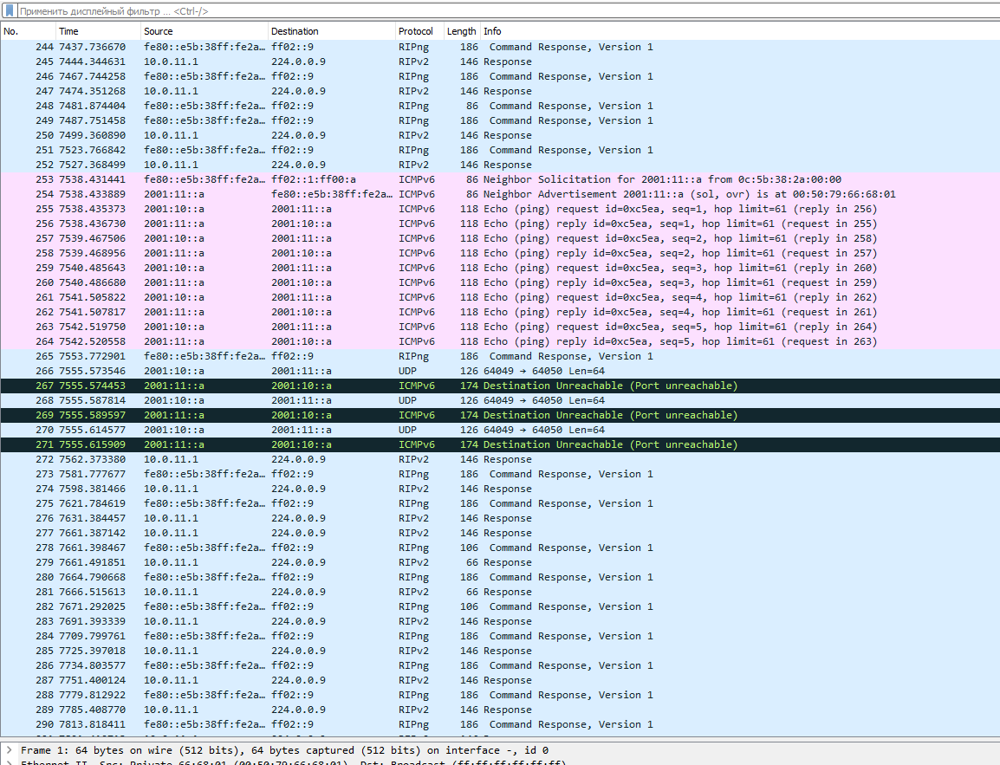 Применить дисплейный фильтр ... <Ctrl-/>
No. Time Source Destination Protocol Length Info
244 7437.736670 fe80::e5b:38ff:fe2a… ff02::9 RIPng 186 Command Response, Version 1
245 7444.344631 10.0.11.1 224.0.0.9 RIPv2 146 Response
246 7467.744258 fe80::e5b:38ff:fe2a… ff02::9 RIPng 186 Command Response, Version 1
247 7474.351268 10.0.11.1 224.0.0.9 RIPv2 146 Response
248 7481.874404 fe80::e5b:38ff:fe2a… ff02::9 RIPng 86 Command Response, Version 1
249 7487.751458 fe80::e5b:38ff:fe2a… ff02::9 RIPng 186 Command Response, Version 1
250 7499.360890 10.0.11.1 224.0.0.9 RIPv2 146 Response
251 7523.766842 fe80::e5b:38ff:fe2a… ff02::9 RIPng 186 Command Response, Version 1
252 7527.368499 10.0.11.1 224.0.0.9 RIPv2 146 Response
253 7538.431441 fe80::e5b:38ff:fe2a… ff02::1:ff00:a ICMPv6 86 Neighbor Solicitation for 2001:11::a from 0c:5b:38:2a:00:00
254 7538.433889 2001:11::a fe80::e5b:38ff:fe2a… ICMPv6 86 Neighbor Advertisement 2001:11::a (sol, ovr) is at 00:50:79:66:68:01
255 7538.435373 2001:10::a 2001:11::a ICMPv6 118 Echo (ping) request id=0xc5ea, seq=1, hop limit=61 (reply in 256)
256 7538.436730 2001:11::a 2001:10::a ICMPv6 118 Echo (ping) reply id=0xc5ea, seq=1, hop limit=61 (request in 255)
257 7539.467506 2001:10::a 2001:11::a ICMPv6 118 Echo (ping) request id=0xc5ea, seq=2, hop limit=61 (reply in 258)
258 7539.468956 2001:11::a 2001:10::a ICMPv6 118 Echo (ping) reply id=0xc5ea, seq=2, hop limit=61 (request in 257)
259 7540.485643 2001:10::a 2001:11::a ICMPv6 118 Echo (ping) request id=0xc5ea, seq=3, hop limit=61 (reply in 260)
260 7540.486680 2001:11::a 2001:10::a ICMPv6 118 Echo (ping) reply id=0xc5ea, seq=3, hop limit=61 (request in 259)
261 7541.505822 2001:10::a 2001:11::a ICMPv6 118 Echo (ping) request id=0xc5ea, seq=4, hop limit=61 (reply in 262)
262 7541.507817 2001:11::a 2001:10::a ICMPv6 118 Echo (ping) reply id=0xc5ea, seq=4, hop limit=61 (request in 261)
263 7542.519750 2001:10::a 2001:11::a ICMPv6 118 Echo (ping) request id=0xc5ea, seq=5, hop limit=61 (reply in 264)
264 7542.520558 2001:11::a 2001:10::a ICMPv6 118 Echo (ping) reply id=0xc5ea, seq=5, hop limit=61 (request in 263)
265 7553.772901 fe80::e5b:38ff:fe2a… ff02::9 RIPng 186 Command Response, Version 1
266 7555.573546 2001:10::a 2001:11::a UDP 126 64049 → 64050 Len=64
267 7555.574453 2001:11::a 2001:10::a ICMPv6 174 Destination Unreachable (Port unreachable)
268 7555.587814 2001:10::a 2001:11::a UDP 126 64049 → 64050 Len=64
269 7555.589597 2001:11::a 2001:10::a ICMPv6 174 Destination Unreachable (Port unreachable)
270 7555.614577 2001:10::a 2001:11::a UDP 126 64049 → 64050 Len=64
271 7555.615909 2001:11::a 2001:10::a ICMPv6 174 Destination Unreachable (Port unreachable)
272 7562.373380 10.0.11.1 224.0.0.9 RIPv2 146 Response
273 7581.777677 fe80::e5b:38ff:fe2a… ff02::9 RIPng 186 Command Response, Version 1
274 7598.381466 10.0.11.1 224.0.0.9 RIPv2 146 Response
275 7621.784619 fe80::e5b:38ff:fe2a… ff02::9 RIPng 186 Command Response, Version 1
276 7631.384457 10.0.11.1 224.0.0.9 RIPv2 146 Response
277 7661.387142 10.0.11.1 224.0.0.9 RIPv2 146 Response
278 7661.398467 fe80::e5b:38ff:fe2a… ff02::9 RIPng 106 Command Response, Version 1
279 7661.491851 10.0.11.1 224.0.0.9 RIPv2 66 Response
280 7664.790668 fe80::e5b:38ff:fe2a… ff02::9 RIPng 186 Command Response, Version 1
281 7666.515613 10.0.11.1 224.0.0.9 RIPv2 66 Response
282 7671.292025 fe80::e5b:38ff:fe2a… ff02::9 RIPng 106 Command Response, Version 1
283 7691.393339 10.0.11.1 224.0.0.9 RIPv2 146 Response
284 7709.799761 fe80::e5b:38ff:fe2a… ff02::9 RIPng 186 Command Response, Version 1
285 7725.397018 10.0.11.1 224.0.0.9 RIPv2 146 Response
286 7734.803577 fe80::e5b:38ff:fe2a… ff02::9 RIPng 186 Command Response, Version 1
287 7751.400124 10.0.11.1 224.0.0.9 RIPv2 146 Response
288 7779.812922 fe80::e5b:38ff:fe2a… ff02::9 RIPng 186 Command Response, Version 1
289 7785.408770 10.0.11.1 224.0.0.9 RIPv2 146 Response
290 7813.818411 fe80::e5b:38ff:fe2a… ff02::9 RIPng 186 Command Response, Version 1
Frame 1: 64 bytes on wire (512 bits), 64 bytes captured (512 bits) on interface -, id 0
Ethernet II, Src: Private_66:68:01 (00:50:79:66:68:01), Dst: Broadcast (ff:ff:ff:ff:ff:ff)